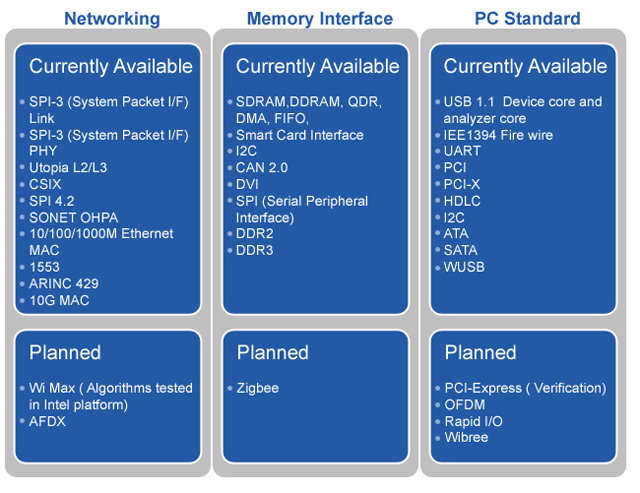 Networking
Currently Available
SPI-3 (System Packet I/F)
Link
SPI-3 (System Packet I/F)
PHY
Utopia L2/L3
CSIX
SPI 4.2
SONET OHPA
10/100/1000M Ethernet
MAC
1553
ARINC 429
10G MAC
Planned
Wi Max ( Algorithms tested
in Intel platform)
AFDX
Memory Interface
Currently Available
SDRAM,DDRAM, QDR,
DMA, FIFO,
Smart Card Interface
I2C
CAN 2.0
DVI
SPI (Serial Peripheral
Interface)
DDR2
DDR3
Planned
Zigbee
PC Standard
Currently Available
USB 1.1  Device core and
analyzer core
IEE1394 Fire wire
UART
PCI
PCI-X
HDLC
I2C
ATA
SATA
WUSB
Planned
PCI-Express ( Verification)
OFDM
Rapid I/O
Wibree